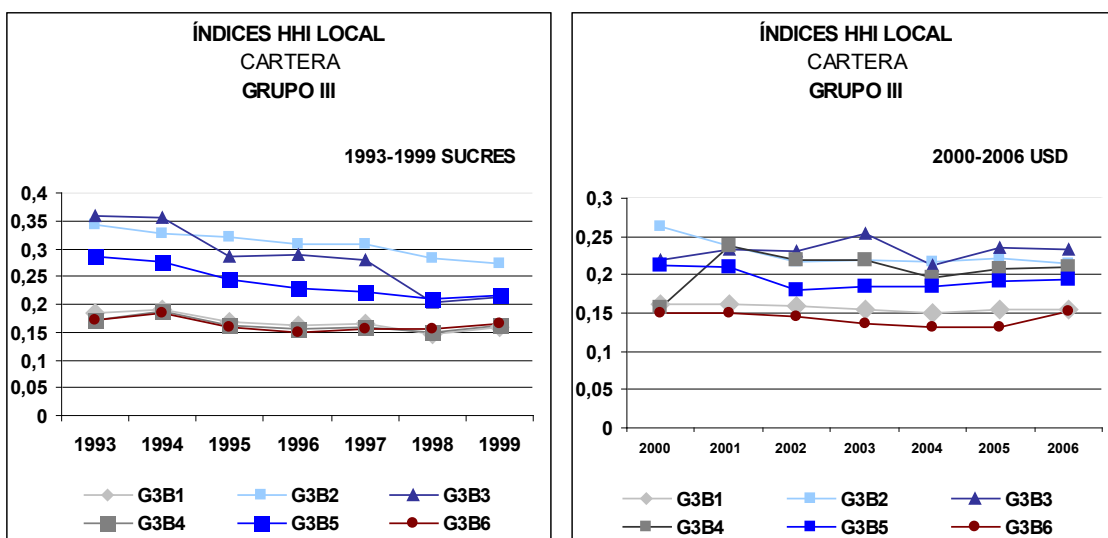 ÍNDICES HHI LOCAL
CARTERA
GRUPO III
1993-1999 SUCRES
0,4
0,35
0,3
0,25
0,2
0,15
0,1
0,05
0
1993 1994 1995 1996 1997 1998 1999
G3B1 G3B2 G3B3
G3B4 G3B5 G3B6
ÍNDICES HHI LOCAL
CARTERA
GRUPO III
2000-2006 USD
0,3
0,25
0,2
0,15
0,1
0,05
0
2000 2001 2002 2003 2004 2005 2006
G3B1 G3B2 G3B3
G3B4 G3B5 G3B6